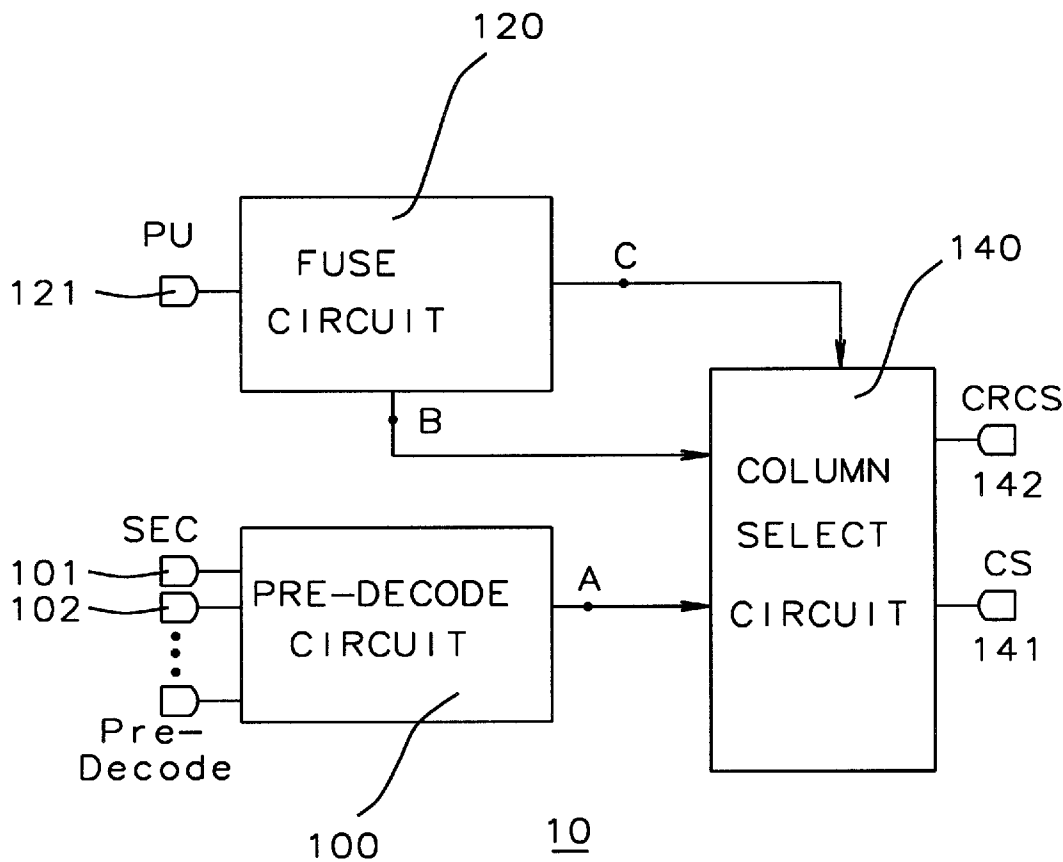 120
PU
121
FUSE
CIRCUIT
C
140
B
CRCS
142
COLUMN
SELECT
CIRCUIT
CS
141
SEC
101
102
A
PRE-DECODE
CIRCUIT
Pre-
Decode
100
10